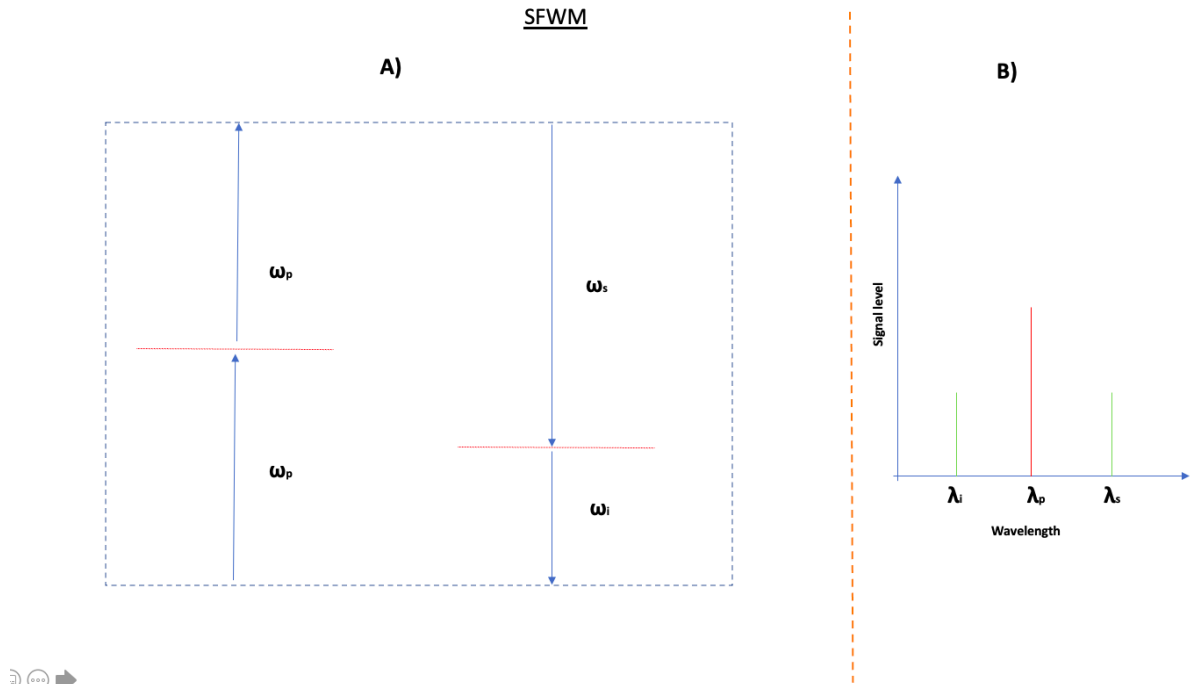 SFWM
A)
B)
ωp
ωs
ωp
ωi
Signal level
λi
λp
λs
Wavelength